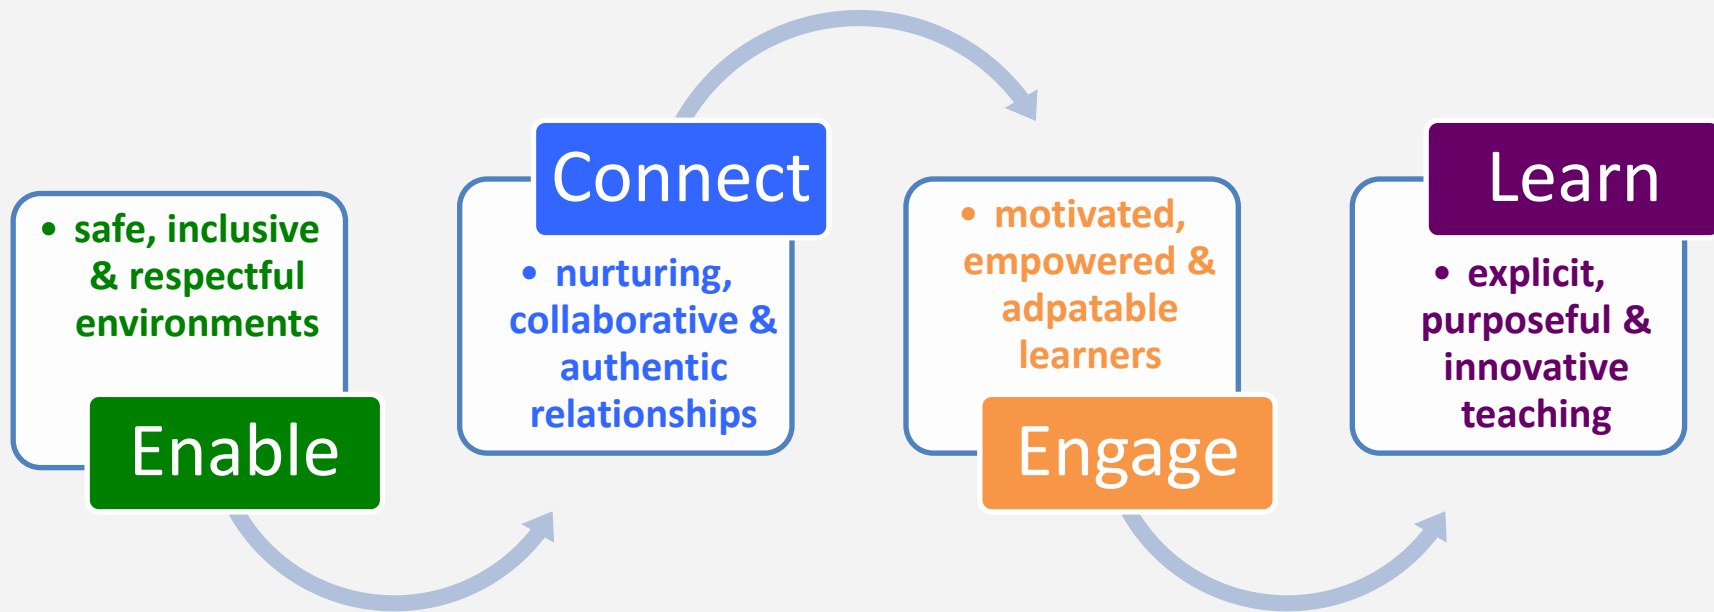 • safe, inclusive
& respectful
environments
Enable
Connect
• nurturing,
collaborative &
authentic
relationships
• motivated,
empowered &
adpatable
learners
Engage
Learn
• explicit,
purposeful &
innovative
teaching